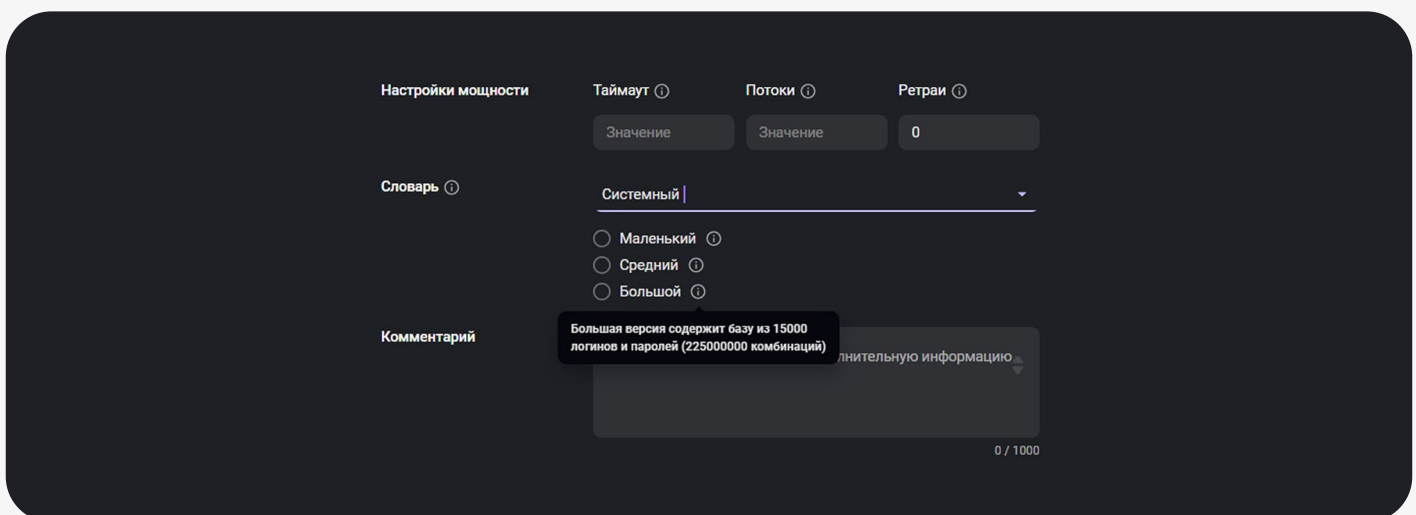 Настройки мощности
Таймаут
Потоки
Ретраи
Значение
Значение
0
Словарь
Системный
Маленький
Средний
Большой
Большая версия содержит базу из 15000
логинов и паролей (225000000 комбинаций)
Комментарий
информацию
0 / 1000